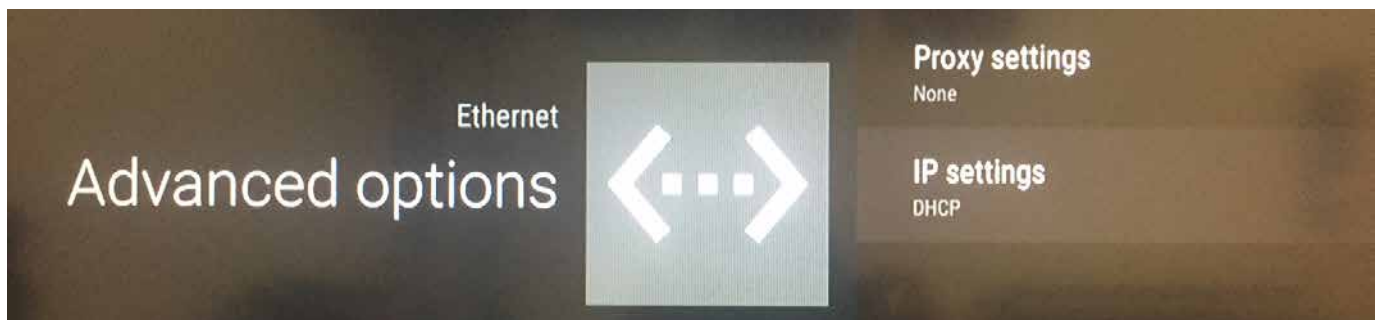 Ethernet
Advanced options
Proxy settings
None
IP settings
DHCP